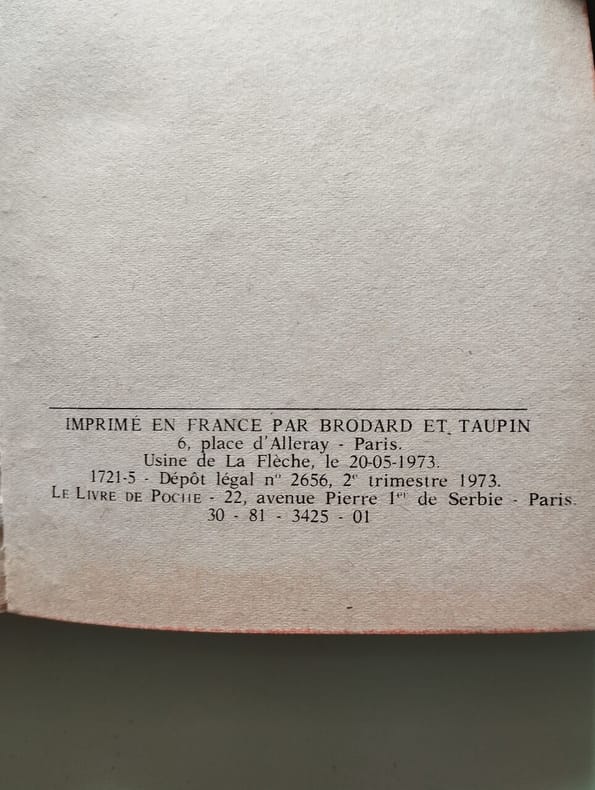 IMPRIMÉ EN FRANCE PAR BRODARD ET TAUPIN
6, place d'Alleray - Paris.
Usine de La Flèche, le 20-05-1973.
1721-5 - Dépôt légal nº 2656, 2e trimestre 1973.
LE LIVRE DE POCHE - 22, avenue Pierre 1er de Serbie - Paris.
30 - 81 - 3425 - 01